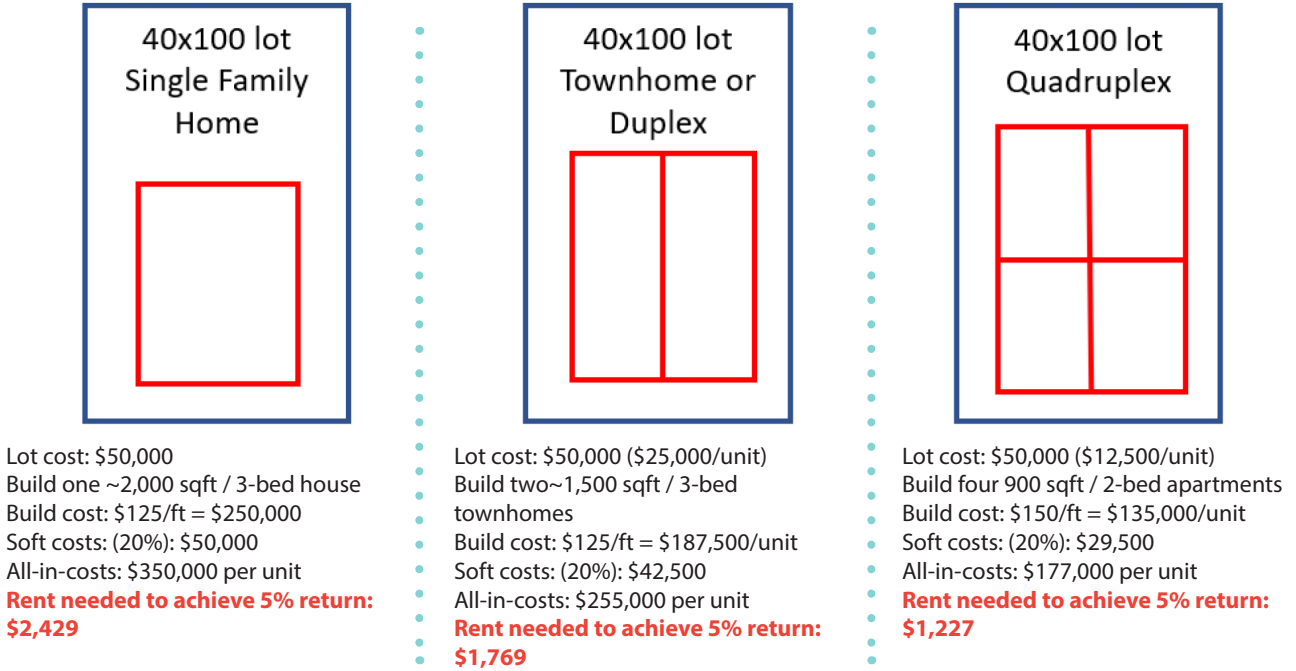 40x100 lot
Single Family
Home
Lot cost: $50,000
Build one ~2,000 sqft / 3-bed house
Build cost: $125/ft = $250,000
Soft costs: (20%): $50,000
All-in-costs: $350,000 per unit
Rent needed to achieve 5% return:
$2,429
40x100 lot
Townhome or
Duplex
Lot cost: $50,000 ($25,000/unit)
Build two~1,500 sqft / 3-bed
townhomes
Build cost: $125/ft = $187,500/unit
Soft costs: (20%): $42,500
All-in-costs: $255,000 per unit
Rent needed to achieve 5% return:
$1,769
40x100 lot
Quadruplex
Lot cost: $50,000 ($12,500/unit)
Build four 900 sqft / 2-bed apartments
Build cost: $150/ft = $135,000/unit
Soft costs: (20%): $29,500
All-in-costs: $177,000 per unit
Rent needed to achieve 5% return:
$1,227